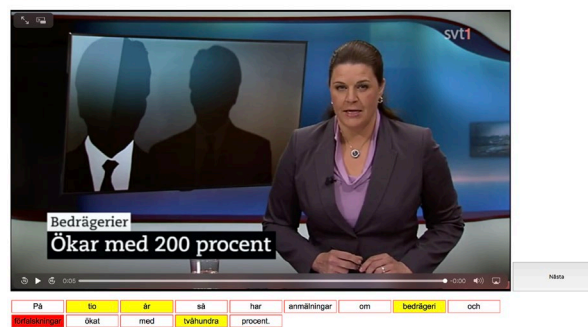 svt1
Bedrägerier
Ökar med 200 procent
0:05
-0:00
Nästa
På tio år så har anmälningar om bedrägeri och
förfalskningar ökat med tvåhundra procent.